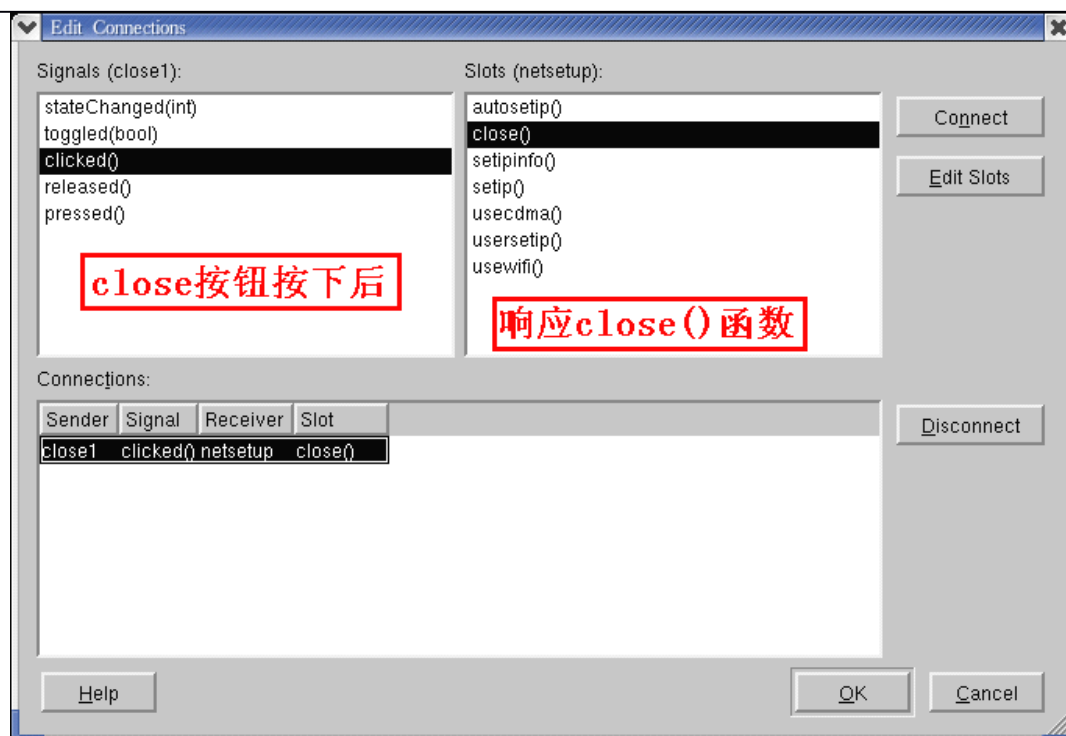 Edit Connections
Signals (close1):
stateChanged(int)
toggled(bool)
clicked()
released()
pressed()
close按钮按下后
Slots (netsetup):
autosetip()
close()
setipinfo()
setip()
usecdma()
usersetip()
usewifi()
响应close()函数
Connect
Edit Slots
Connections:
Sender Signal Receiver Slot
close1 clicked() netsetup close()
Disconnect
Help OK Cancel